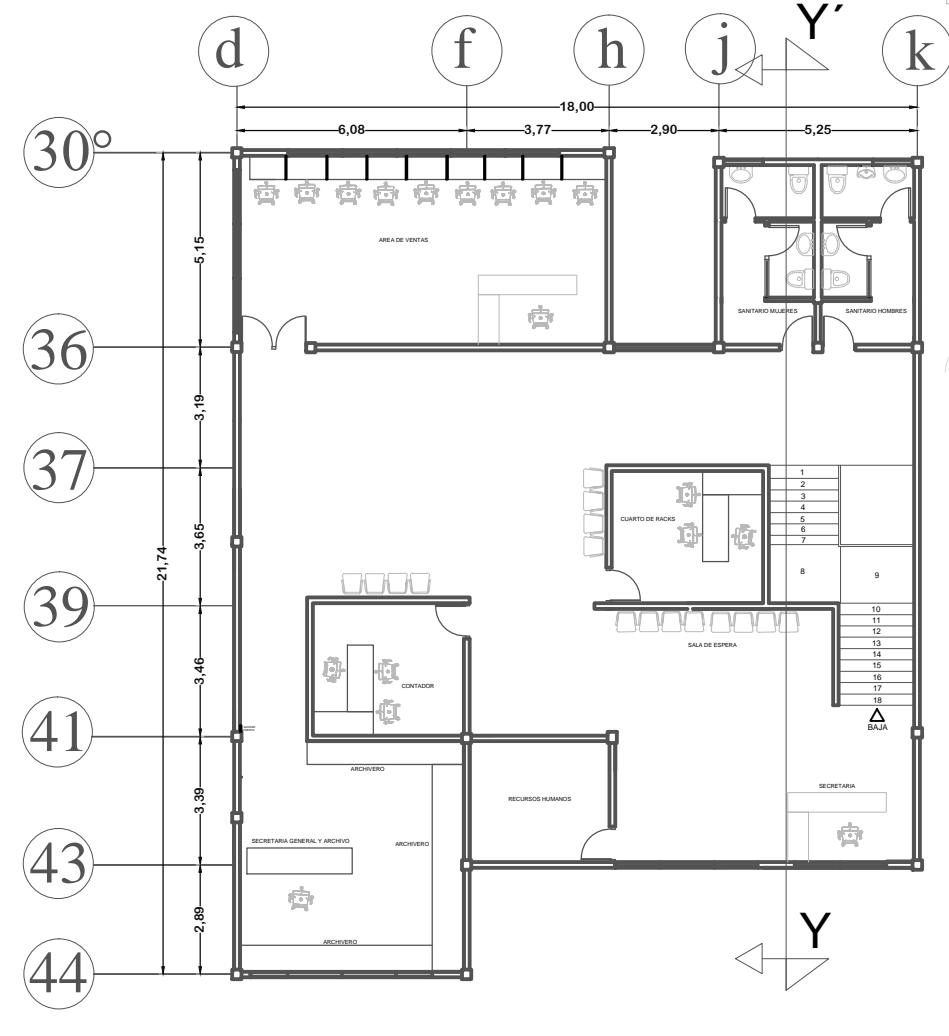 Y´
d
f
h
j
k
18,00
6,08
3,77
2,90
5,25
30°
5,15
AREA DE VENTAS
SANITARIO MUJERES
SANITARIO HOMBRES
36
3,19
37
1
2
3
4
5
6
7
8
9
CUARTO DE RACKS
3,65
21,74
39
10
11
12
13
14
15
16
17
18
BAJA
SALA DE ESPERA
3,46
CONTADOR
41
ARCHIVERO
3,39
RECURSOS HUMANOS
SECRETARIA
SECRETARIA GENERAL Y ARCHIVO
ARCHIVERO
43
2,89
ARCHIVERO
Y
44